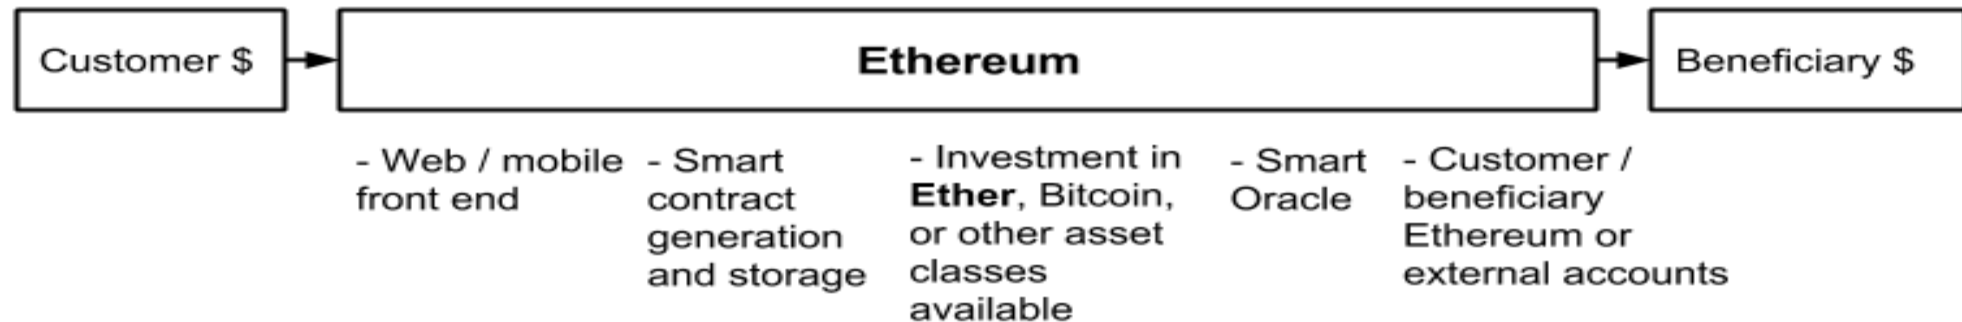 Customer $
Ethereum
Beneficiary $
- Web / mobile
front end
- Smart
contract
generation
and storage
- Investment in
Ether, Bitcoin,
or other asset
classes
available
- Smart
Oracle
- Customer /
beneficiary
Ethereum or
external accounts